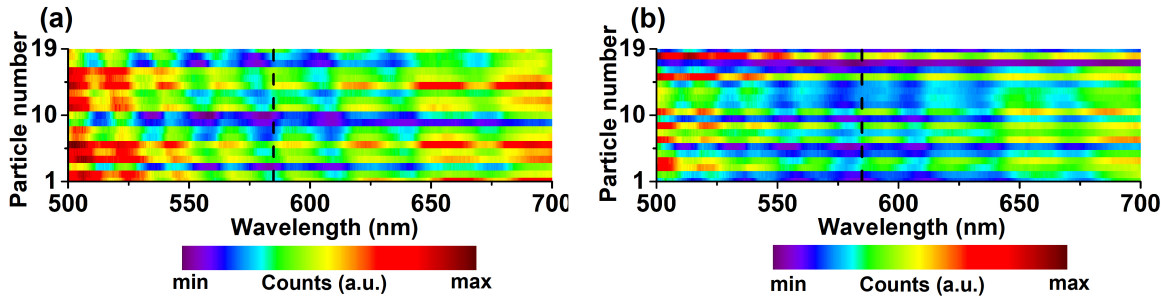 (a)
Particle number
19
10
1
500
550
600
650
700
Wavelength (nm)
min
Counts (a.u.)
max
(b)
Particle number
19
10
1
500
550
600
650
700
Wavelength (nm)
min
Counts (a.u.)
max